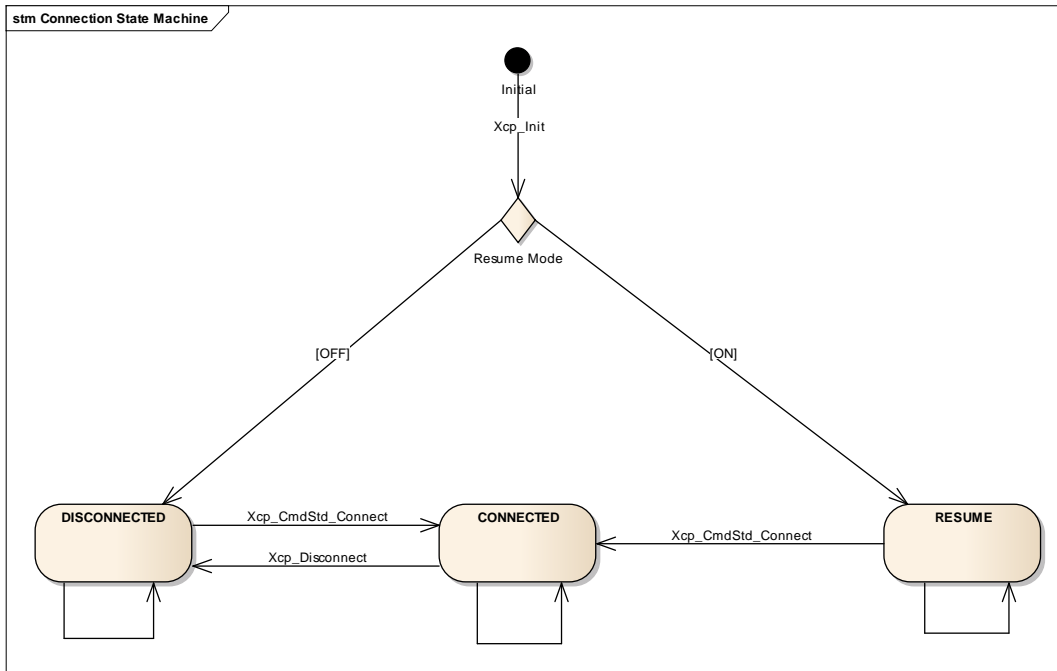 stm Connection State Machine
Initial
Xcp_Init
Resume Mode
[OFF]
[ON]
DISCONNECTED
Xcp_CmdStd_Connect
CONNECTED
Xcp_CmdStd_Connect
RESUME
Xcp_Disconnect